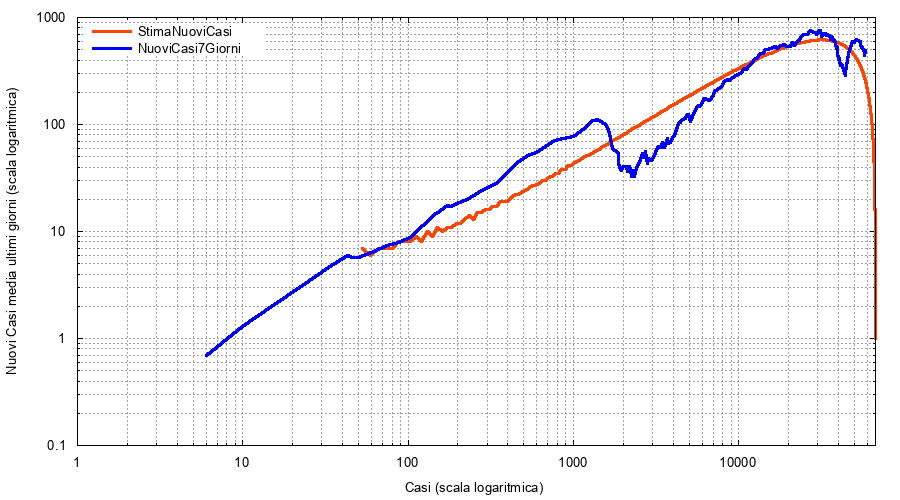 1000
StimaNuoviCasi
NuoviCasi7Giorni
100
10
1
0.1
Nuovi Casi media ultimi giorni (scala logaritmica)
1 10 100 1000 10000
Casi (scala logaritmica)